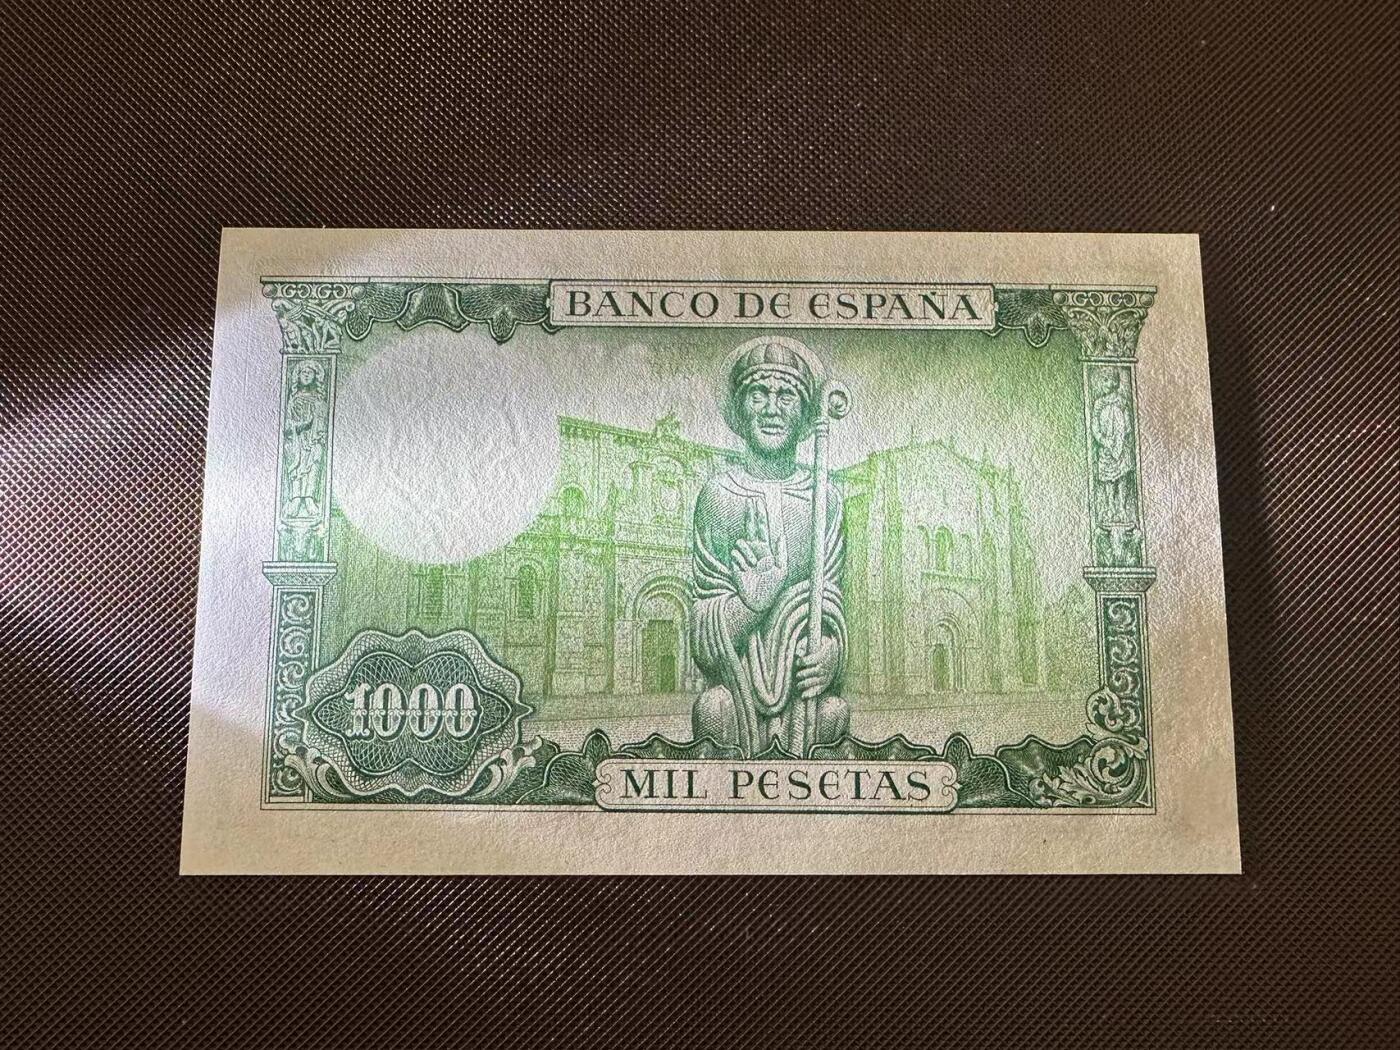 BANCO DE ESPAÑA
1000
MIL PESETAS